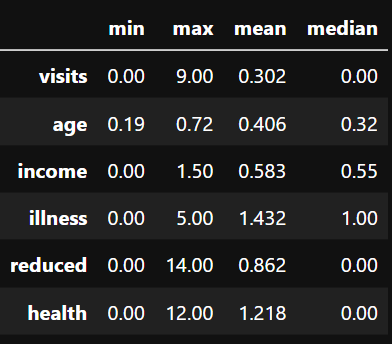 min max mean median
visits 0.00 9.00 0.302 0.00
age 0.19 0.72 0.406 0.32
income 0.00 1.50 0.583 0.55
illness 0.00 5.00 1.432 1.00
reduced 0.00 14.00 0.862 0.00
health 0.00 12.00 1.218 0.00